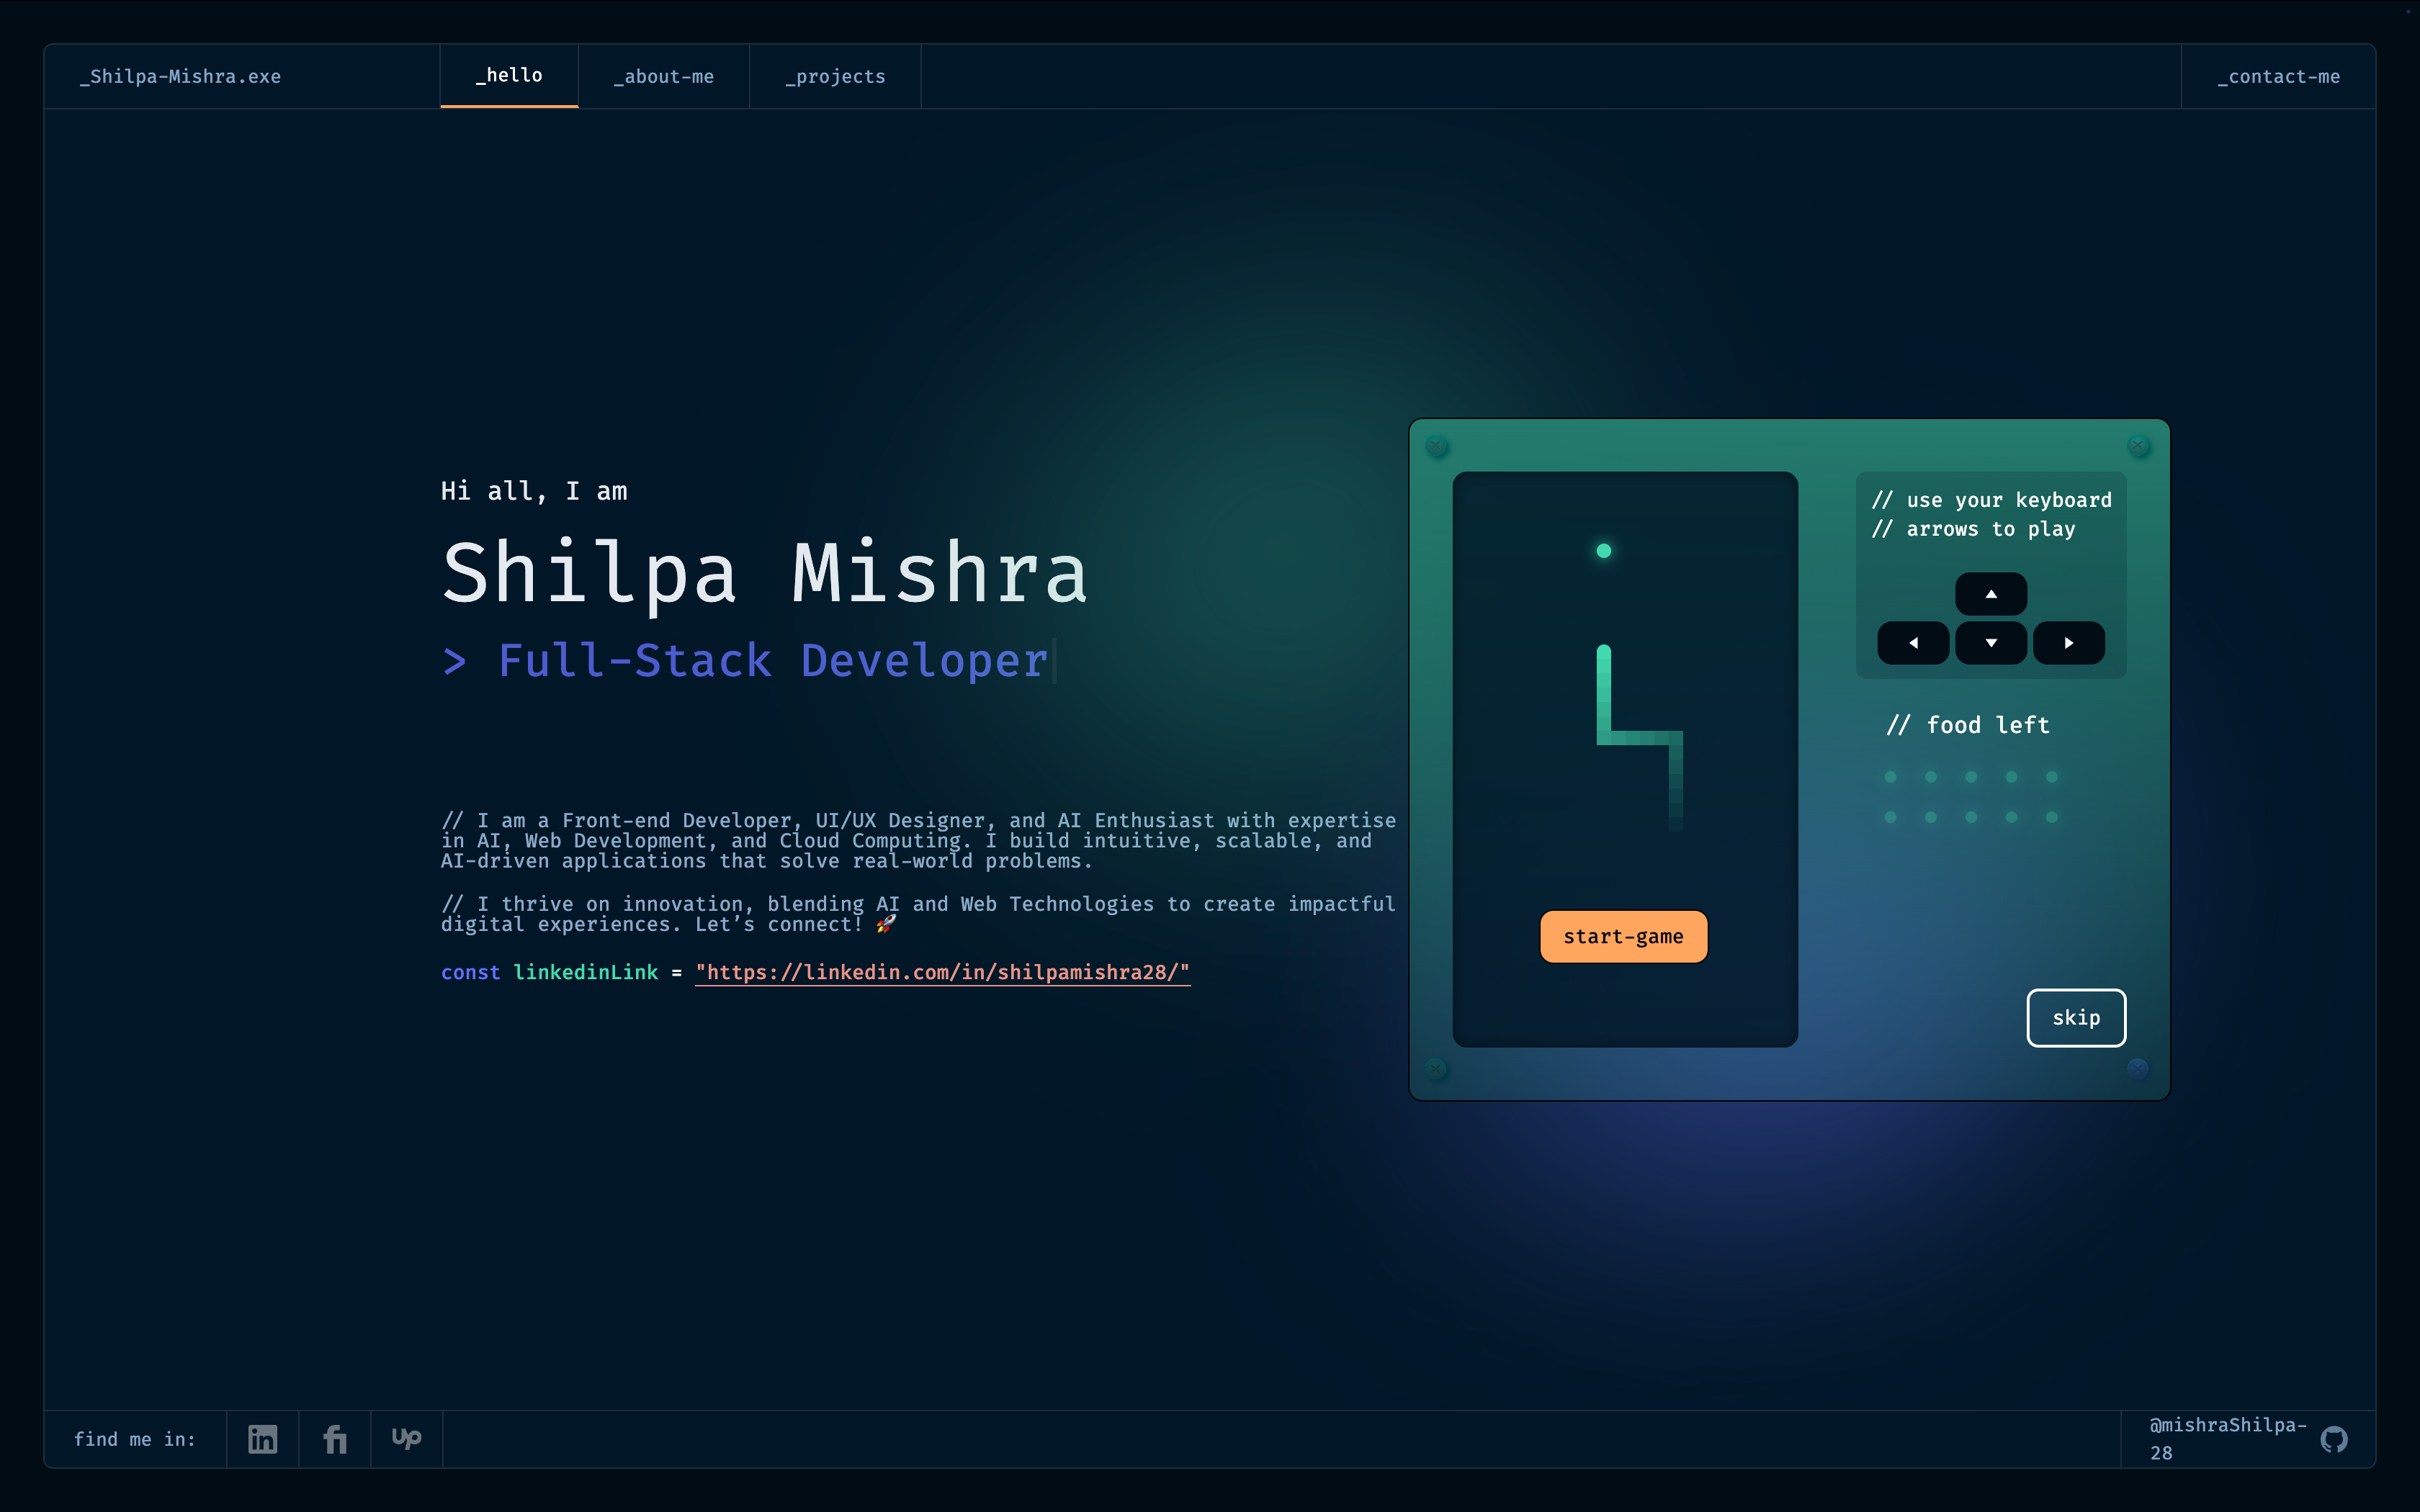 _Shilpa-Mishra.exe
_hello
_about-me
_projects
_contact-me
Hi all, I am
Shilpa Mishra
> Full-Stack Developer
// I am a Front-end Developer, UI/UX Designer, and AI Enthusiast with expertise
in AI, Web Development, and Cloud Computing. I build intuitive, scalable, and
AI-driven applications that solve real-world problems.
// I thrive on innovation, blending AI and Web Technologies to create impactful
digital experiences. Let’s connect! 🚀
const linkedinLink = "https://linkedin.com/in/shilpamishra28/"
// use your keyboard
// arrows to play
// food left
start-game
skip
find me in:
in
fi
up
@mishraShilpa-
28